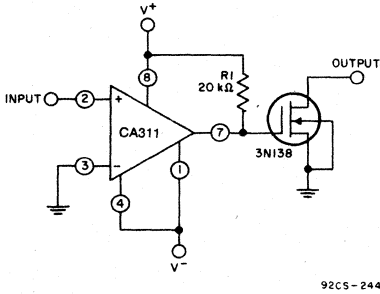 V+
8
R1
20 kΩ
OUTPUT
INPUT
2
+
CA311
7
3N138
3
-
1
4
V-
92CS-244